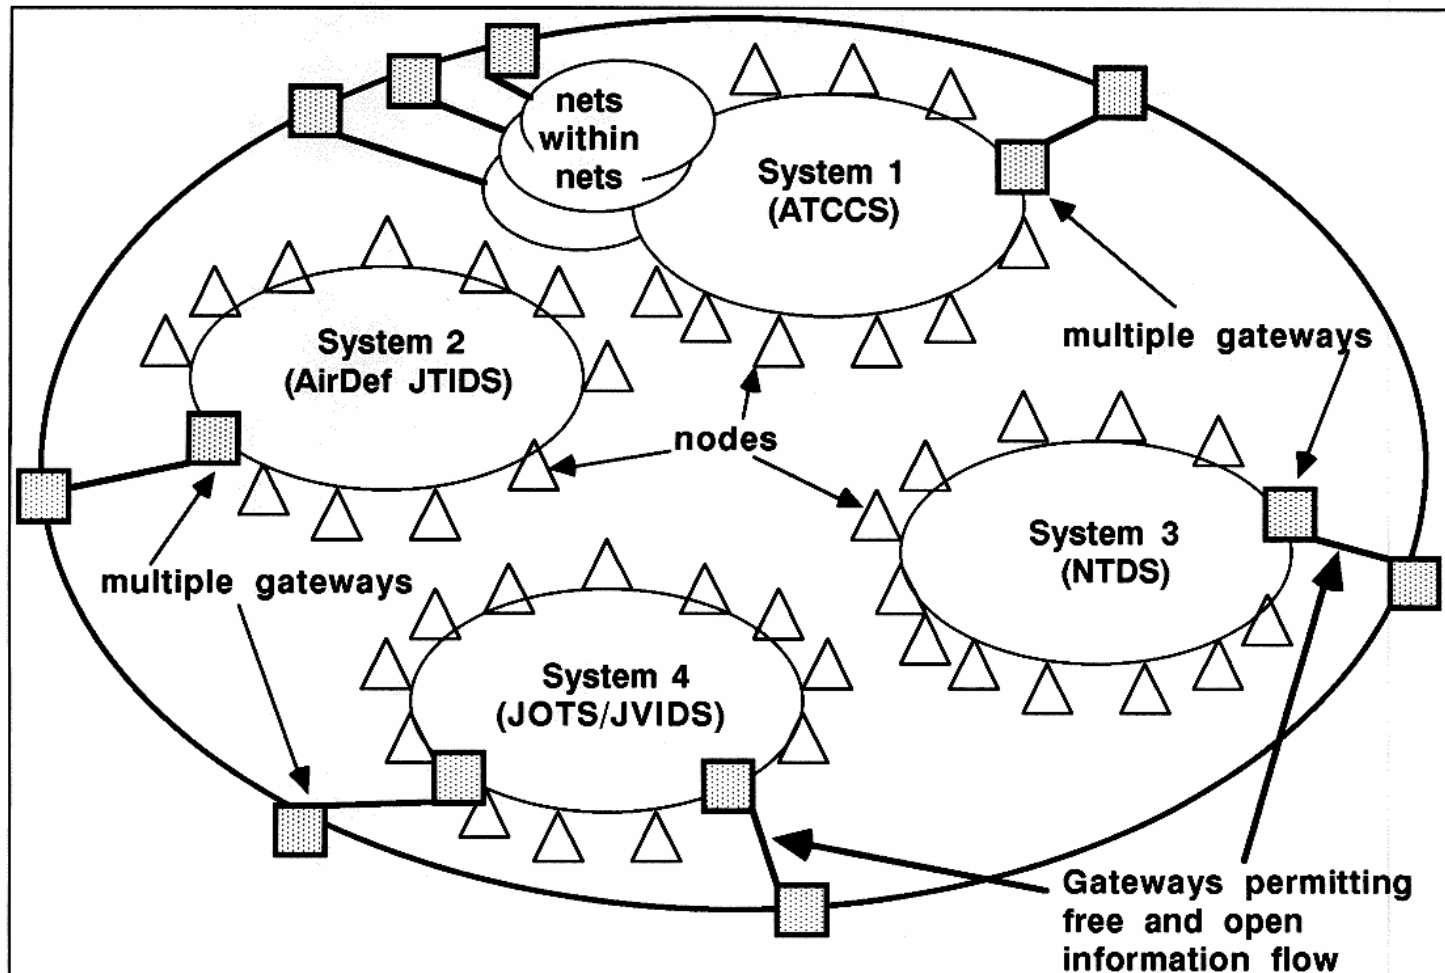 nets
within
nets
System 1
(ATCCS)
System 2
(AirDef JTIDS)
multiple gateways
nodes
System 3
(NTDS)
multiple gateways
System 4
(JOTS/JVIDS)
Gateways permitting
free and open
information flow